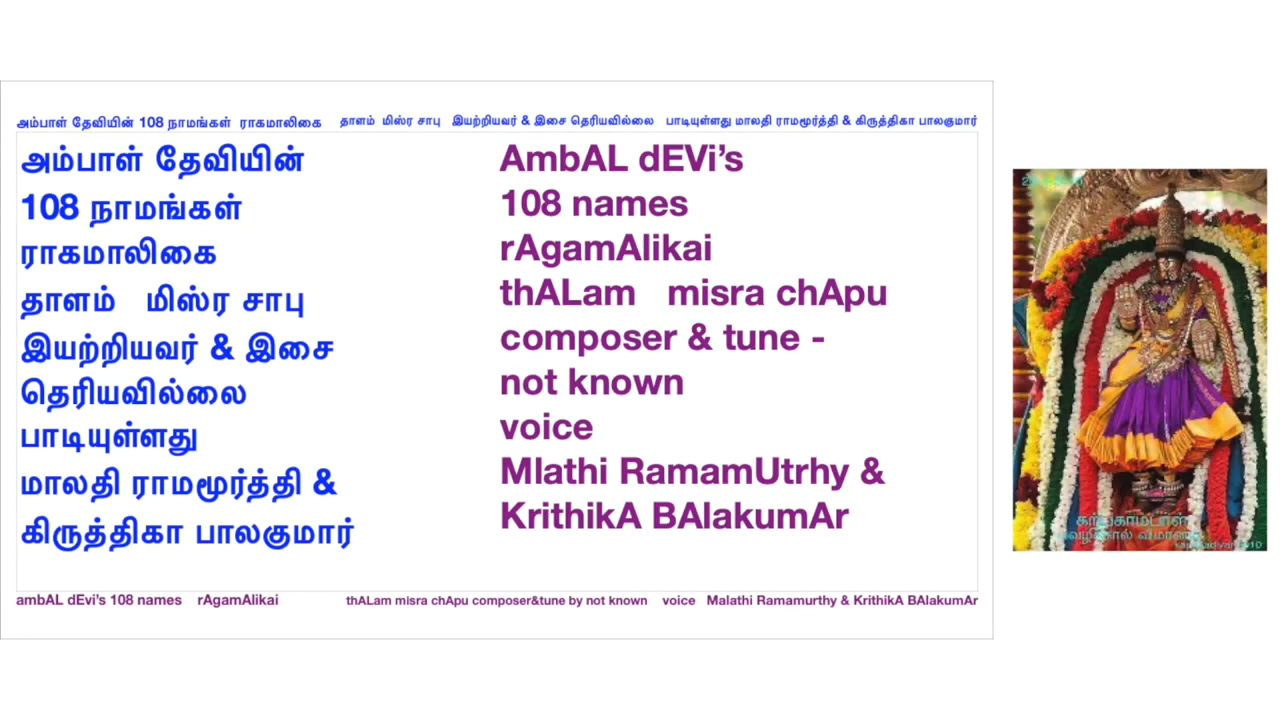 அம்பாள் தேவியின் 108 நாமங்கள் ராகமாலிகை தாளம் மிஸ்ர சாபு இயற்றியவர் & இசை தெரியவில்லை பாடியுள்ளது மாலதி ராமமூர்த்தி & கிருத்திகா பாலகுமார்
அம்பாள் தேவியின்
108 நாமங்கள்
ராகமாலிகை
தாளம் மிஸ்ர சாபு
இயற்றியவர் & இசை
தெரியவில்லை
பாடியுள்ளது
மாலதி ராமமூர்த்தி &
கிருத்திகா பாலகுமார்
AmbAL dEVi’s
108 names
rAgamAlikai
thALam misra chApu
composer & tune -
not known
voice
Mlathi RamamUtrhy &
KrithikA BAlakumAr
ambAL dEvi’s 108 names rAgamAlikai thALam misra chApu composer&tune by not known voice Malathi Ramamurthy & KrithikA BAlakumAr